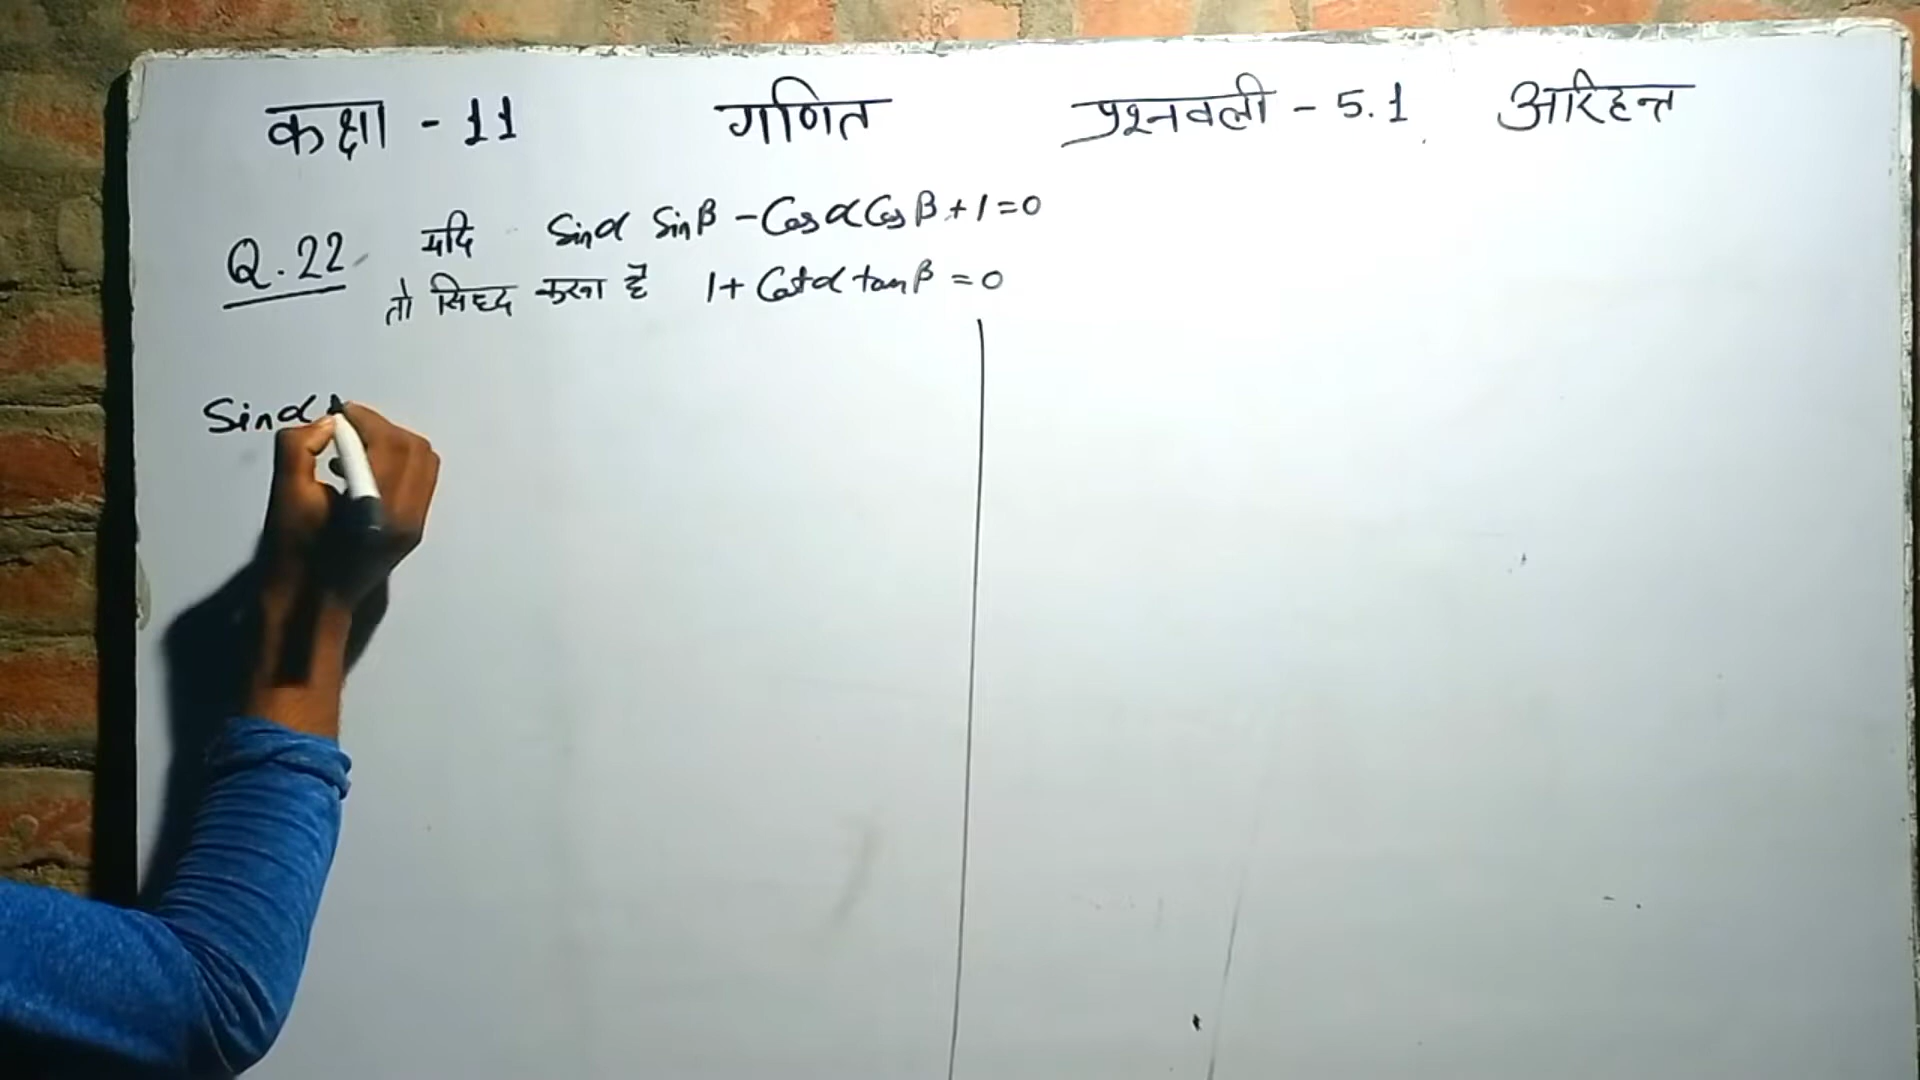 कक्षा - 11 गणित प्रश्नवली - 5.1 अरिहन्त
Q.22 यदि Sinα Sinβ - Cosα Cosβ + 1 = 0
तो सिध्द करना है 1 + Cotα tanβ = 0
Sinα